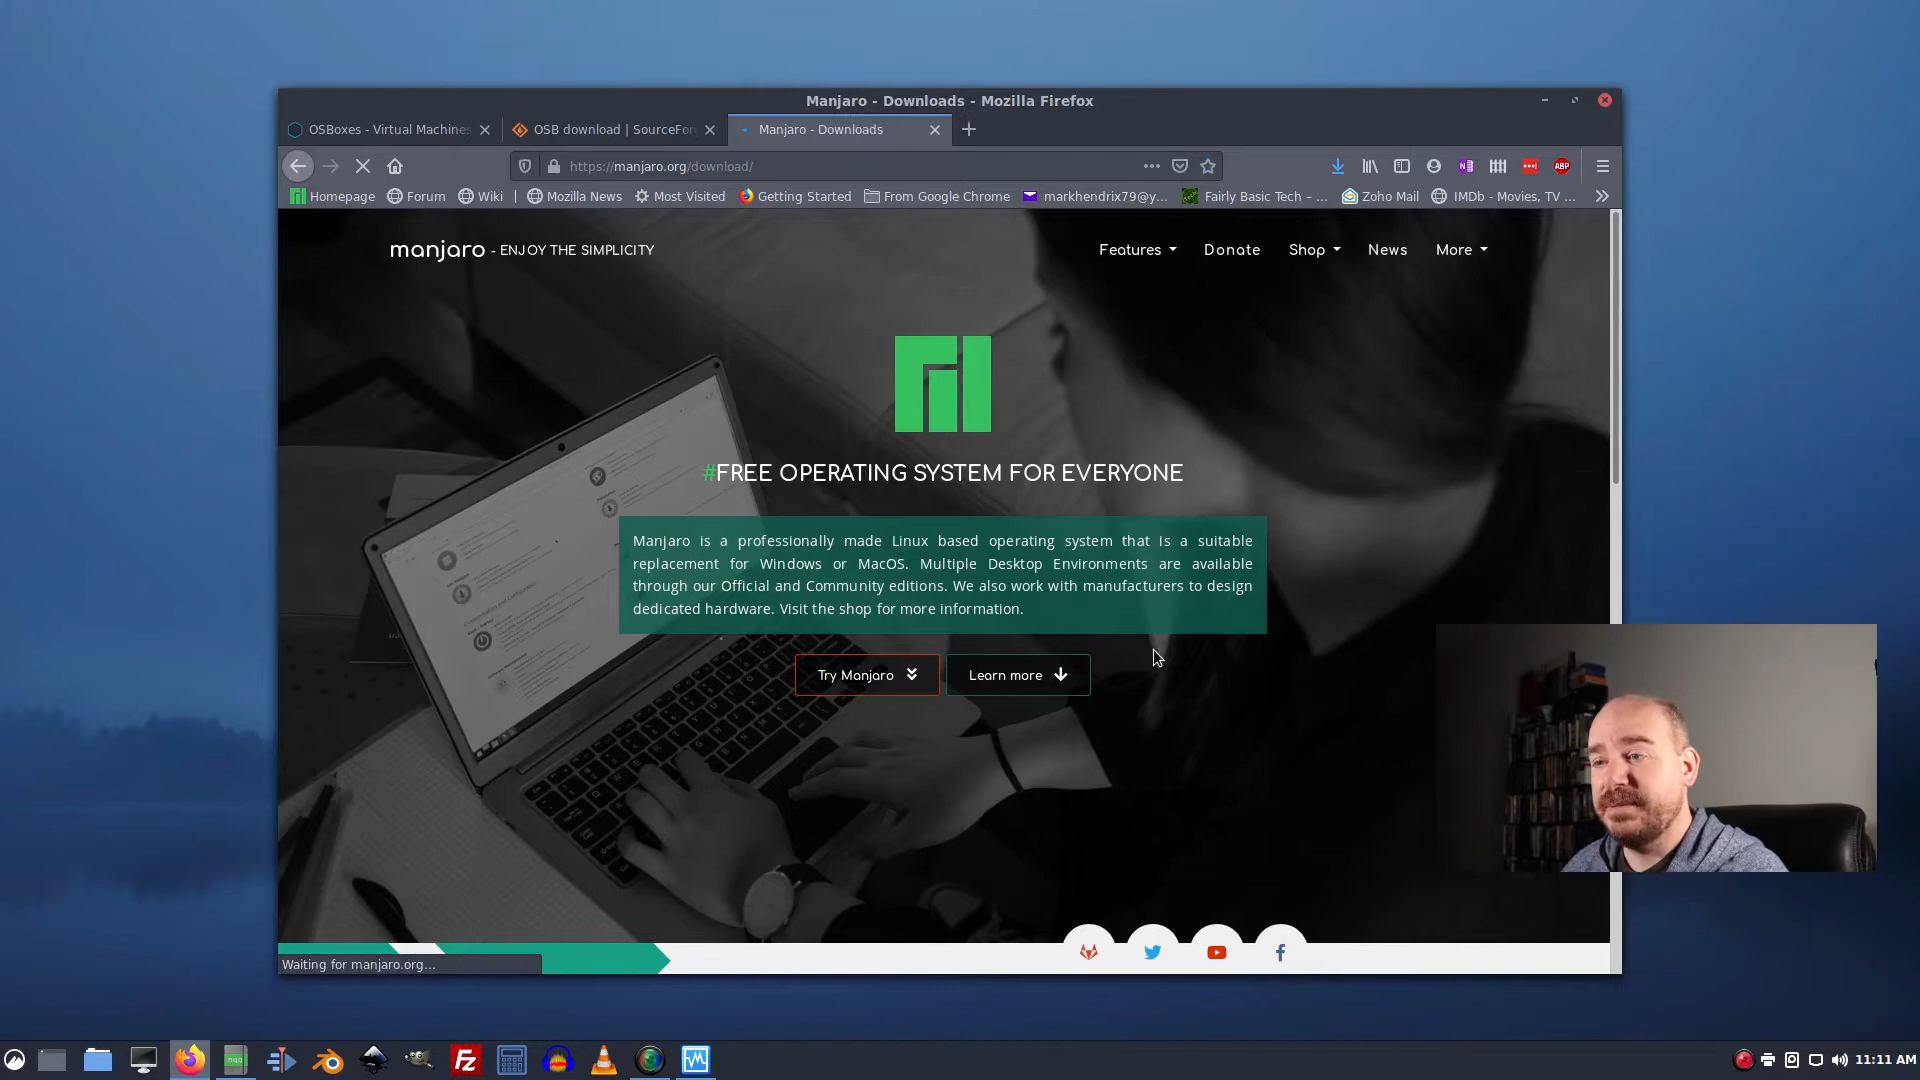 Manjaro - Downloads - Mozilla Firefox
OSBoxes - Virtual Machines
OSB download | SourceFor
Manjaro - Downloads
https://manjaro.org/download/
ABP
Homepage
Forum
Wiki
Mozilla News
Most Visited
Getting Started
From Google Chrome
markhendrix79@y...
Fairly Basic Tech – ...
Zoho Mail
IMDb - Movies, TV ...
manjaro - ENJOY THE SIMPLICITY
Features
Donate
Shop
News
More
#FREE OPERATING SYSTEM FOR EVERYONE
Manjaro is a professionally made Linux based operating system that is a suitable
replacement for Windows or MacOS. Multiple Desktop Environments are available
through our Official and Community editions. We also work with manufacturers to design
dedicated hardware. Visit the shop for more information.
Try Manjaro
Learn more
Waiting for manjaro.org...
nqq
Fz
11:11 AM